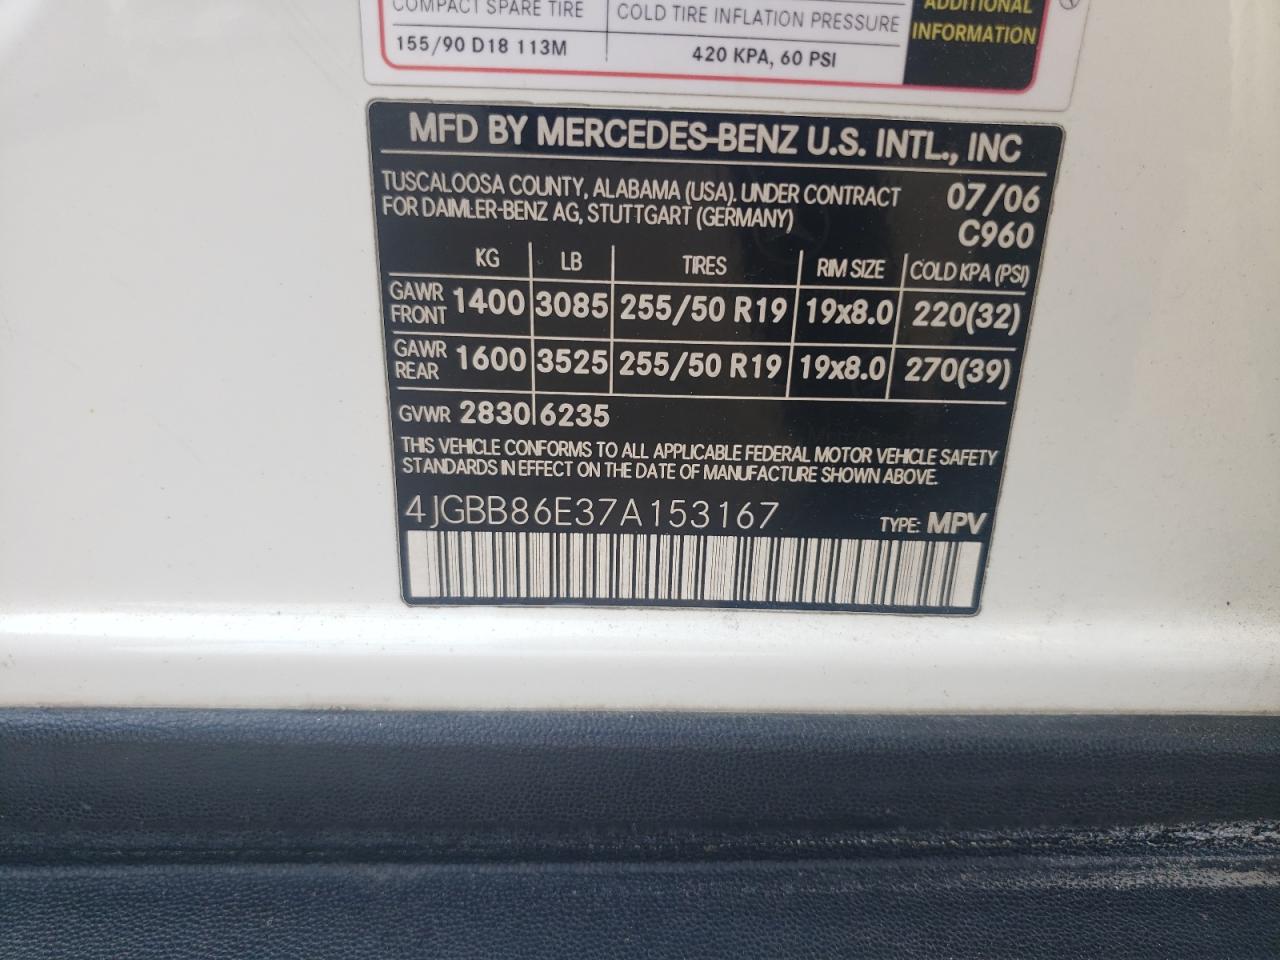 COMPACT SPARE TIRE COLD TIRE INFLATION PRESSURE ADDITIONAL
155/90 D18 113M 420 KPA, 60 PSI INFORMATION
MFD BY MERCEDES-BENZ U.S. INTL., INC
TUSCALOOSA COUNTY, ALABAMA (USA). UNDER CONTRACT 07/06
FOR DAIMLER-BENZ AG, STUTTGART (GERMANY) C960
KG LB TIRES RIM SIZE COLD KPA (PSI)
GAWR FRONT 1400 3085 255/50 R19 19x8.0 220(32)
GAWR REAR 1600 3525 255/50 R19 19x8.0 270(39)
GVWR 2830 6235
THIS VEHICLE CONFORMS TO ALL APPLICABLE FEDERAL MOTOR VEHICLE SAFETY
STANDARDS IN EFFECT ON THE DATE OF MANUFACTURE SHOWN ABOVE.
4JGBB86E37A153167 TYPE: MPV